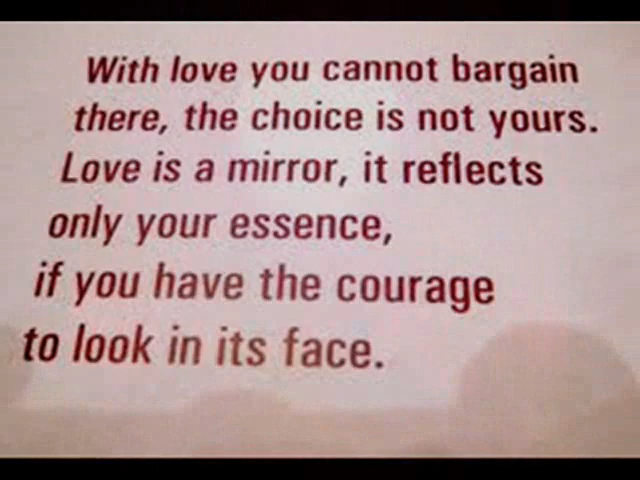 With love you cannot bargain
there, the choice is not yours.
Love is a mirror, it reflects
only your essence,
if you have the courage
to look in its face.